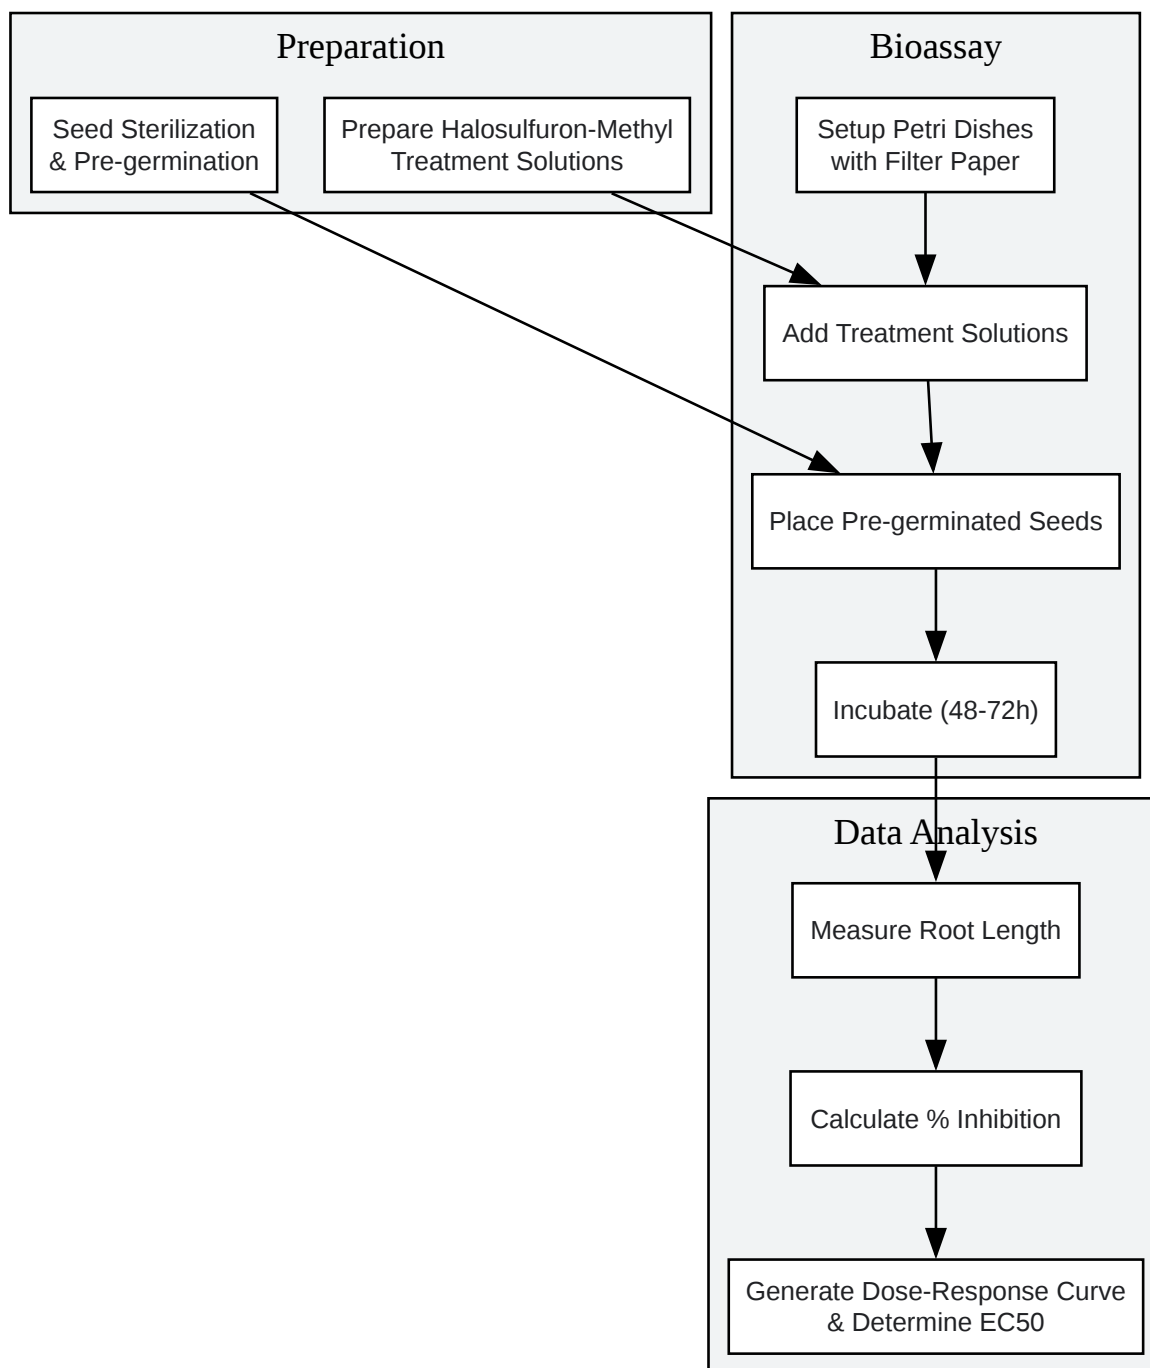 Preparation
Seed Sterilization
& Pre-germination
Prepare Halosulfuron-Methyl
Treatment Solutions
Bioassay
Setup Petri Dishes
with Filter Paper
Add Treatment Solutions
Place Pre-germinated Seeds
Incubate (48-72h)
Data Analysis
Measure Root Length
Calculate % Inhibition
Generate Dose-Response Curve
& Determine EC50